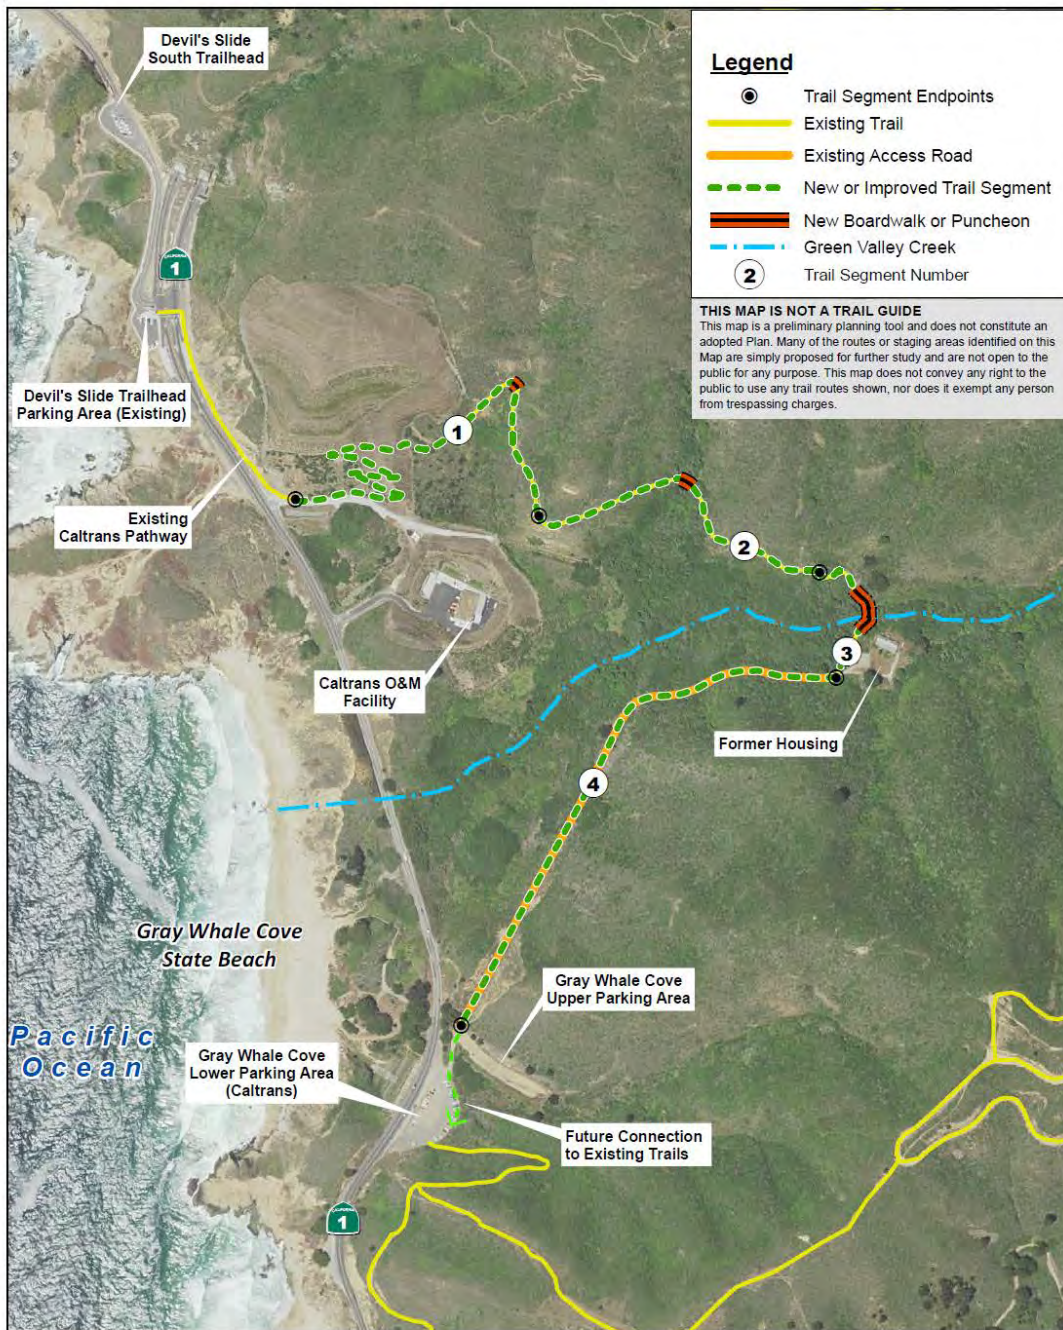 Devil's Slide
South Trailhead
Legend
Trail Segment Endpoints
Existing Trail
Existing Access Road
New or Improved Trail Segment
New Boardwalk or Puncheon
Green Valley Creek
2
Trail Segment Number
THIS MAP IS NOT A TRAIL GUIDE
This map is a preliminary planning tool and does not constitute an
adopted Plan. Many of the routes or staging areas identified on this
Map are simply proposed for further study and are not open to the
public for any purpose. This map does not convey any right to the
public to use any trail routes shown, nor does it exempt any person
from trespassing charges.
CALIFORNIA
1
Devil's Slide Trailhead
Parking Area (Existing)
1
Existing
Caltrans Pathway
2
3
Caltrans O&M
Facility
Former Housing
4
Gray Whale Cove
State Beach
Gray Whale Cove
Upper Parking Area
Pacific
Ocean
Gray Whale Cove
Lower Parking Area
(Caltrans)
Future Connection
to Existing Trails
CALIFORNIA
1